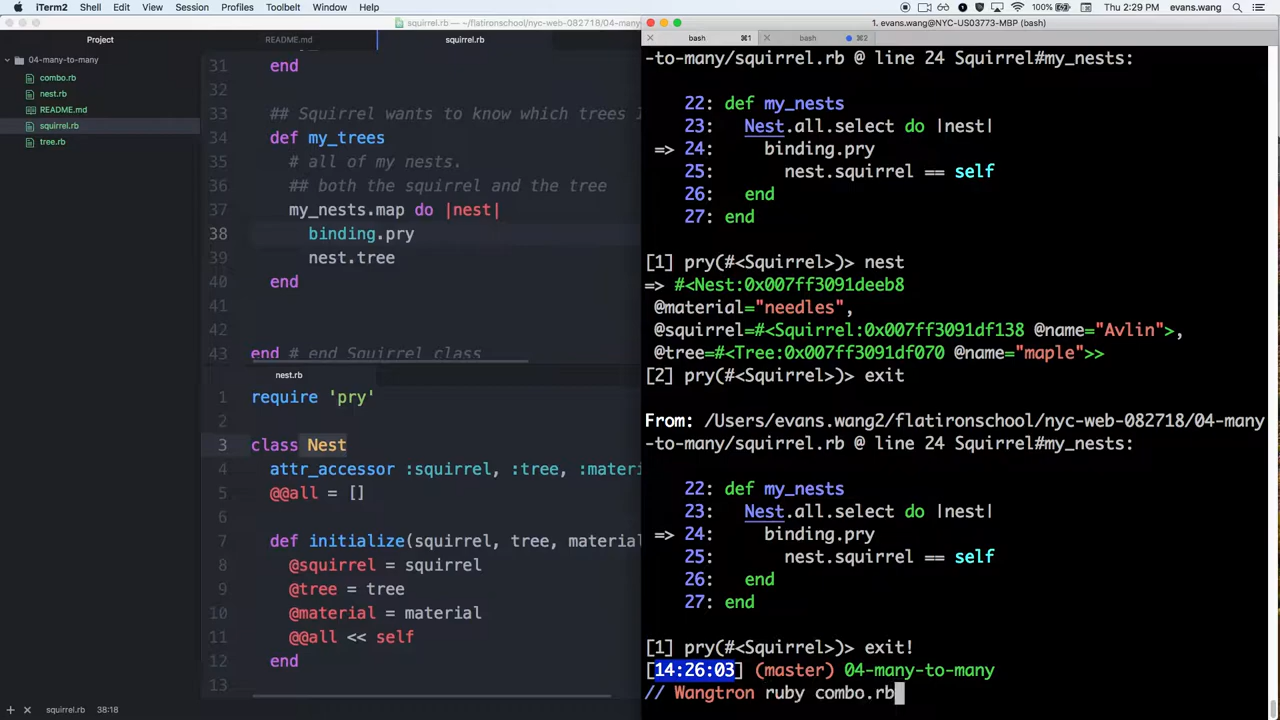 iTerm2 Shell Edit View Session Profiles Toolbelt Window Help 100% Thu 2:29 PM evans.wang
squirrel.rb — ~/flatironschool/nyc-web-082718/04-many
1. evans.wang@NYC-US03773-MBP (bash)
Project
README.md
squirrel.rb
bash ⌘1
bash ⌘2
04-many-to-many
combo.rb
nest.rb
README.md
squirrel.rb
tree.rb
31 end
32
33 ## Squirrel wants to know which trees
34 def my_trees
35 # all of my nests.
36 ## both the squirrel and the tree
37 my_nests.map do |nest|
38 binding.pry
39 nest.tree
40 end
41
42
43 end # end Squirrel class
nest.rb
1 require 'pry'
2
3 class Nest
4 attr_accessor :squirrel, :tree, :materi
5 @@all = []
6
7 def initialize(squirrel, tree, material
8 @squirrel = squirrel
9 @tree = tree
10 @material = material
11 @@all << self
12 end
13
squirrel.rb 38:18
-to-many/squirrel.rb @ line 24 Squirrel#my_nests:
22: def my_nests
23: Nest.all.select do |nest|
=> 24: binding.pry
25: nest.squirrel == self
26: end
27: end
[1] pry(#<Squirrel>)> nest
=> #<Nest:0x007ff3091deeb8
@material="needles",
@squirrel=#<Squirrel:0x007ff3091df138 @name="Avlin">,
@tree=#<Tree:0x007ff3091df070 @name="maple">>
[2] pry(#<Squirrel>)> exit
From: /Users/evans.wang2/flatironschool/nyc-web-082718/04-many
-to-many/squirrel.rb @ line 24 Squirrel#my_nests:
22: def my_nests
23: Nest.all.select do |nest|
=> 24: binding.pry
25: nest.squirrel == self
26: end
27: end
[1] pry(#<Squirrel>)> exit!
[14:26:03] (master) 04-many-to-many
// Wangtron ruby combo.rb